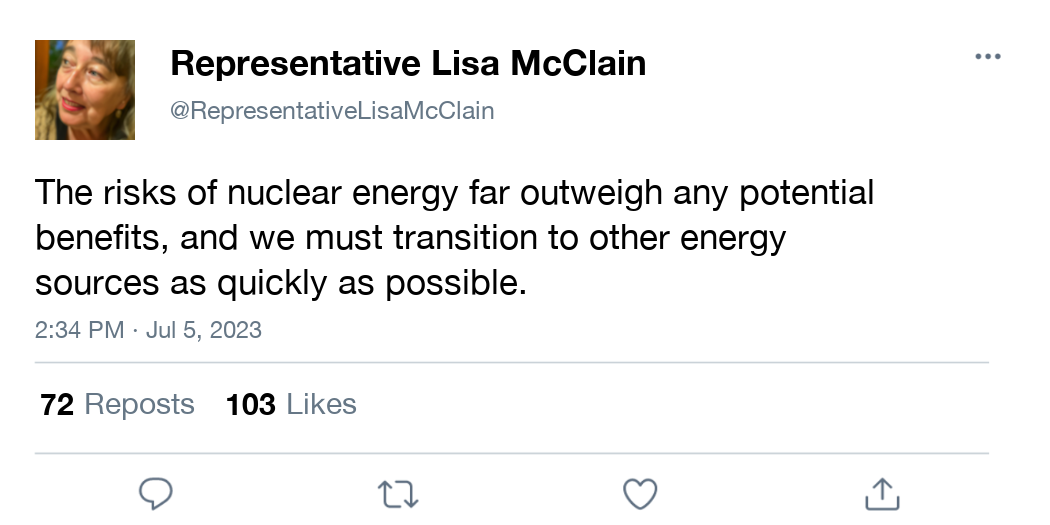 Representative Lisa McClain
@RepresentativeLisaMcClain
The risks of nuclear energy far outweigh any potential
benefits, and we must transition to other energy
sources as quickly as possible.
2:34 PM · Jul 5, 2023
72 Reposts 103 Likes